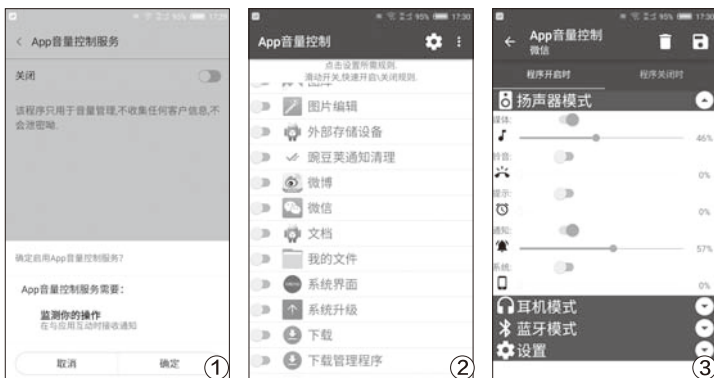 95% 17:29
App音量控制服务
关闭
该程序只用于音量管理,不收集任何客户信息,不
会泄密呦.
确定启用App音量控制服务?
App音量控制服务需要:
监测你的操作
在与应用互动时接收通知
取消
确定
①
95% 17:30
App音量控制
点击设置所需规则.
滑动开关,快速开启\关闭规则.
图片编辑
外部存储设备
豌豆荚通知清理
微博
微信
文档
我的文件
系统界面
系统升级
下载
下载管理程序
②
95% 17:30
App音量控制
微信
程序开启时
程序关闭时
扬声器模式
媒体:
46%
铃音:
0%
提示:
0%
通知:
57%
系统:
0%
耳机模式
蓝牙模式
设置
③